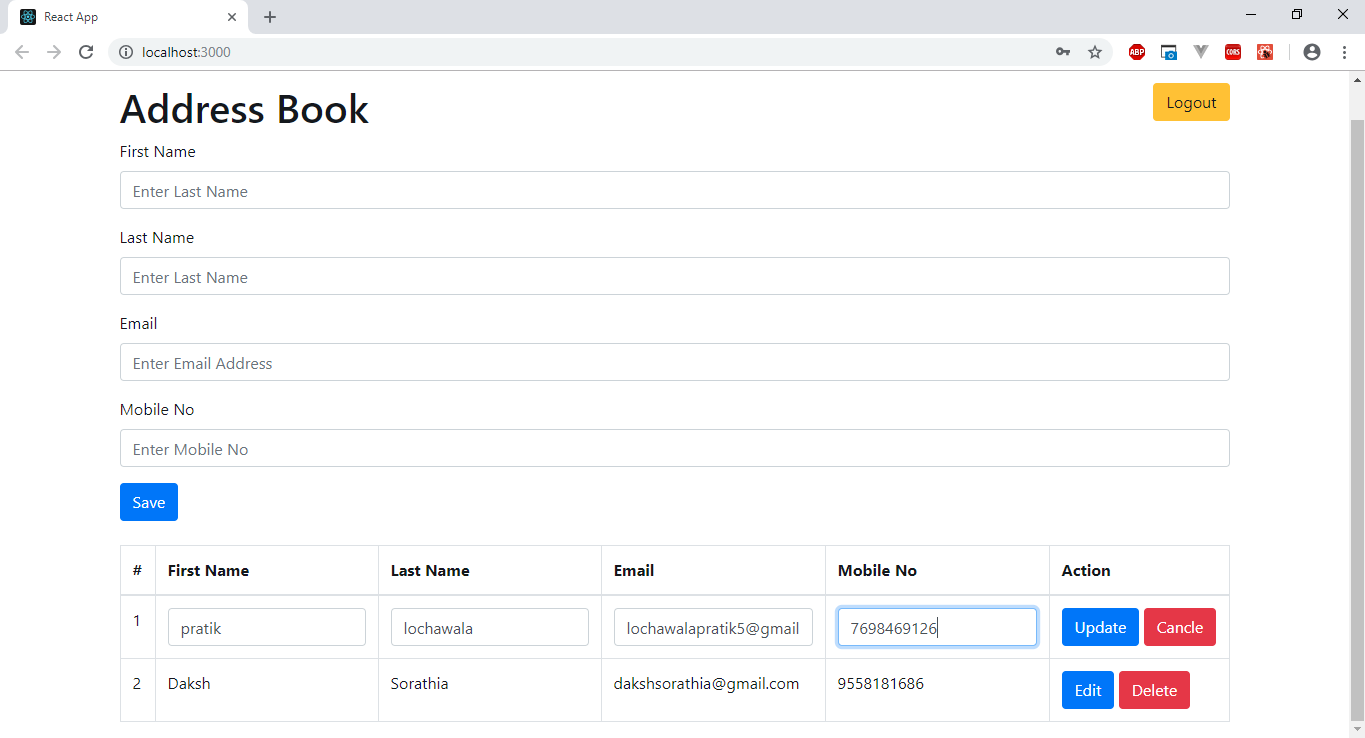 React App
localhost:3000
ABP
CORS
Address Book
Logout
First Name
Enter Last Name
Last Name
Enter Last Name
Email
Enter Email Address
Mobile No
Enter Mobile No
Save
# First Name Last Name Email Mobile No Action
1 pratik lochawala lochawalapratik5@gmail 7698469126 Update Cancle
2 Daksh Sorathia dakshsorathia@gmail.com 9558181686 Edit Delete